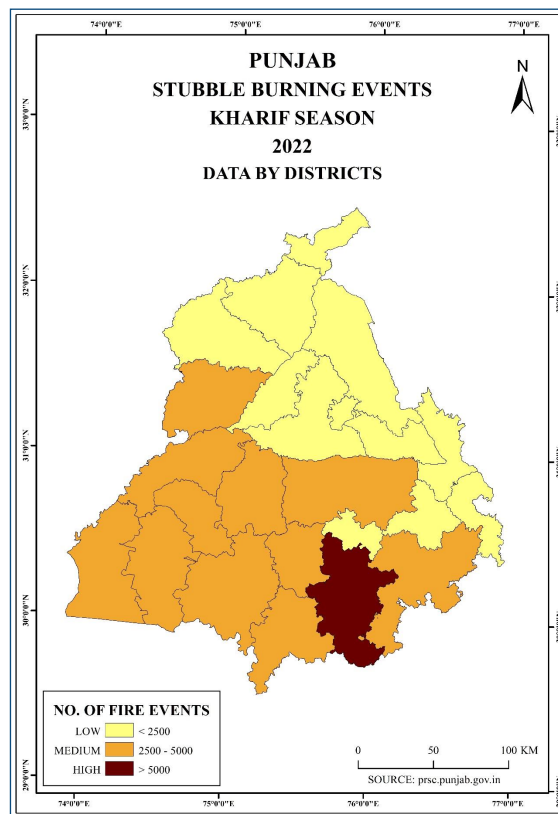 74°0'0"E 75°0'0"E 76°0'0"E 77°0'0"E
PUNJAB
STUBBLE BURNING EVENTS
KHARIF SEASON
2022
DATA BY DISTRICTS
N
33°0'0"N
32°0'0"N
31°0'0"N
30°0'0"N
29°0'0"N
NO. OF FIRE EVENTS
LOW < 2500
MEDIUM 2500 - 5000
HIGH > 5000
0 50 100 KM
SOURCE: prsc.punjab.gov.in
74°0'0"E 75°0'0"E 76°0'0"E 77°0'0"E